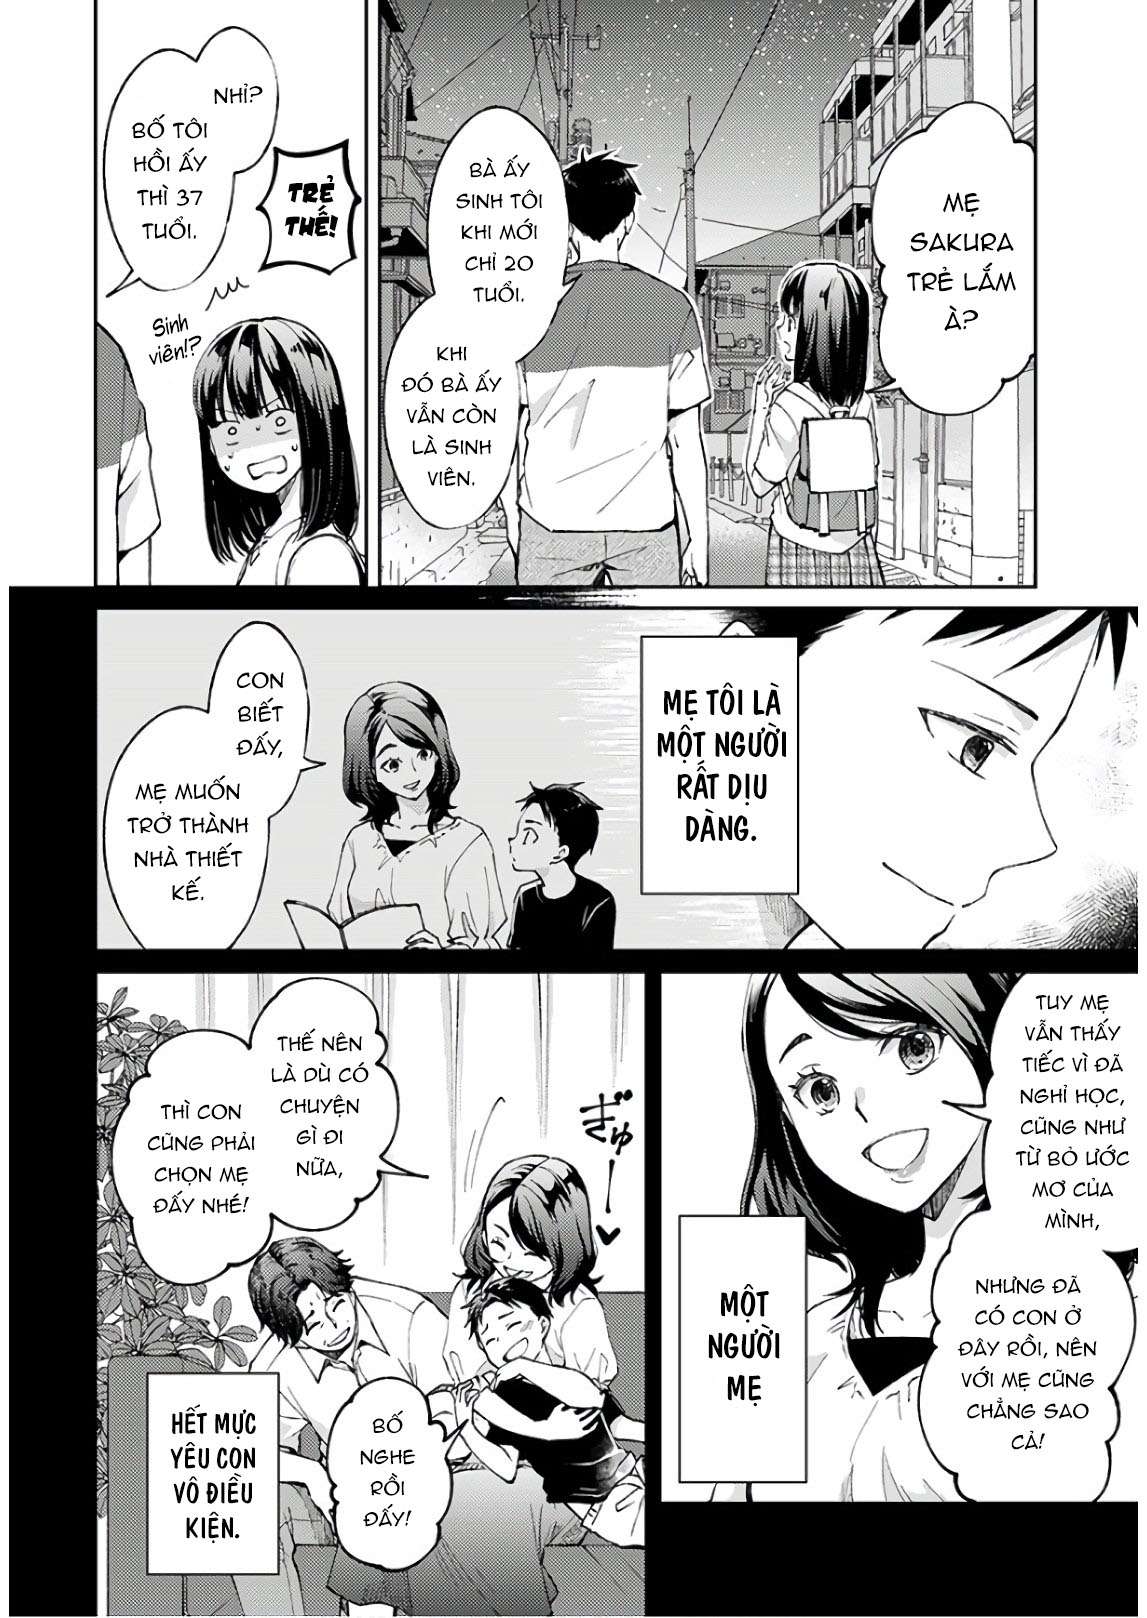 MẸ
SAKURA
TRẺ LẮM
À?
BÀ ẤY
SINH TÔI
KHI MỚI
CHỈ 20
TUỔI.
KHI
ĐÓ BÀ ẤY
VẪN CÒN
LÀ SINH
VIÊN.
TRẺ
THẾ!
NHỈ?
BỐ TÔI
HỒI ẤY
THÌ 37
TUỔI.
Sinh
viên!?
MẸ TÔI LÀ
MỘT NGƯỜI
RẤT DỊU
DÀNG.
CON
BIẾT
ĐẤY,
MẸ MUỐN
TRỞ THÀNH
NHÀ THIẾT
KẾ.
TUY MẸ
VẪN THẤY
TIẾC VÌ ĐÃ
NGHỈ HỌC,
CŨNG NHƯ
TỪ BỎ ƯỚC
MƠ CỦA
MÌNH,
NHƯNG ĐÃ
CÓ CON Ở
ĐÂY RỒI, NÊN
VỚI MẸ CŨNG
CHẲNG SAO
CẢ!
MỘT
NGƯỜI
MẸ
THẾ NÊN
LÀ DÙ CÓ
CHUYỆN
GÌ ĐI
NỮA,
THÌ CON
CŨNG PHẢI
CHỌN MẸ
ĐẤY NHÉ!
ぎゅー
BỐ
NGHE
RỒI
ĐẤY!
HẾT MỰC
YÊU CON
VÔ ĐIỀU
KIỆN.